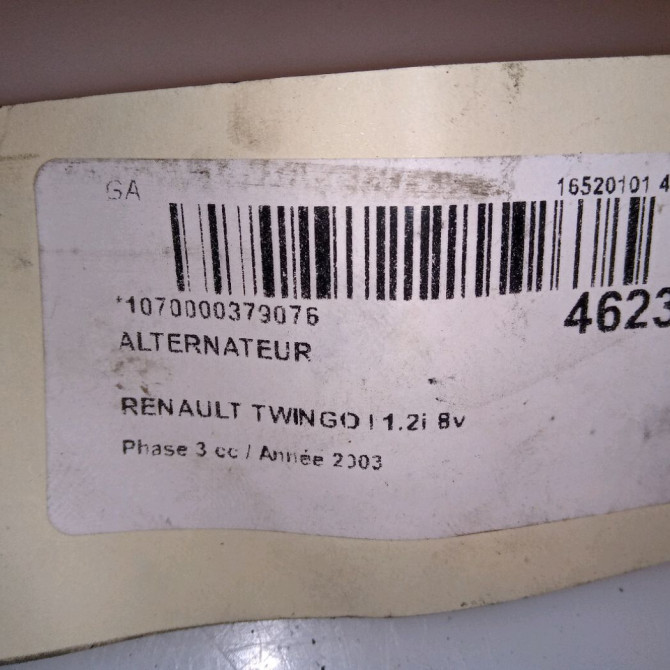 GA
16520101 4
*1070000379076
4623
ALTERNATEUR
RENAULT TWINGO I 1.2i 8v
Phase 3 cc / Année 2003